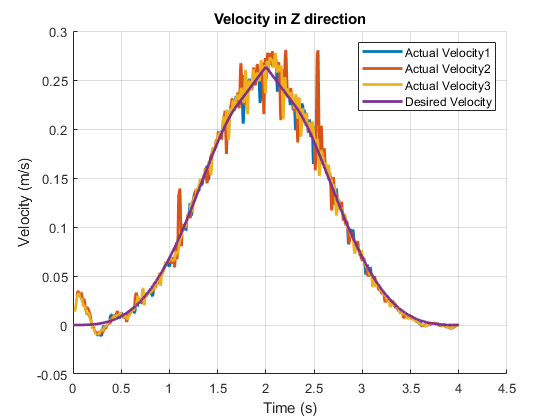 Velocity in Z direction
Actual Velocity1
Actual Velocity2
Actual Velocity3
Desired Velocity
Velocity (m/s)
0.3
0.25
0.2
0.15
0.1
0.05
0
-0.05
0 0.5 1 1.5 2 2.5 3 3.5 4 4.5
Time (s)